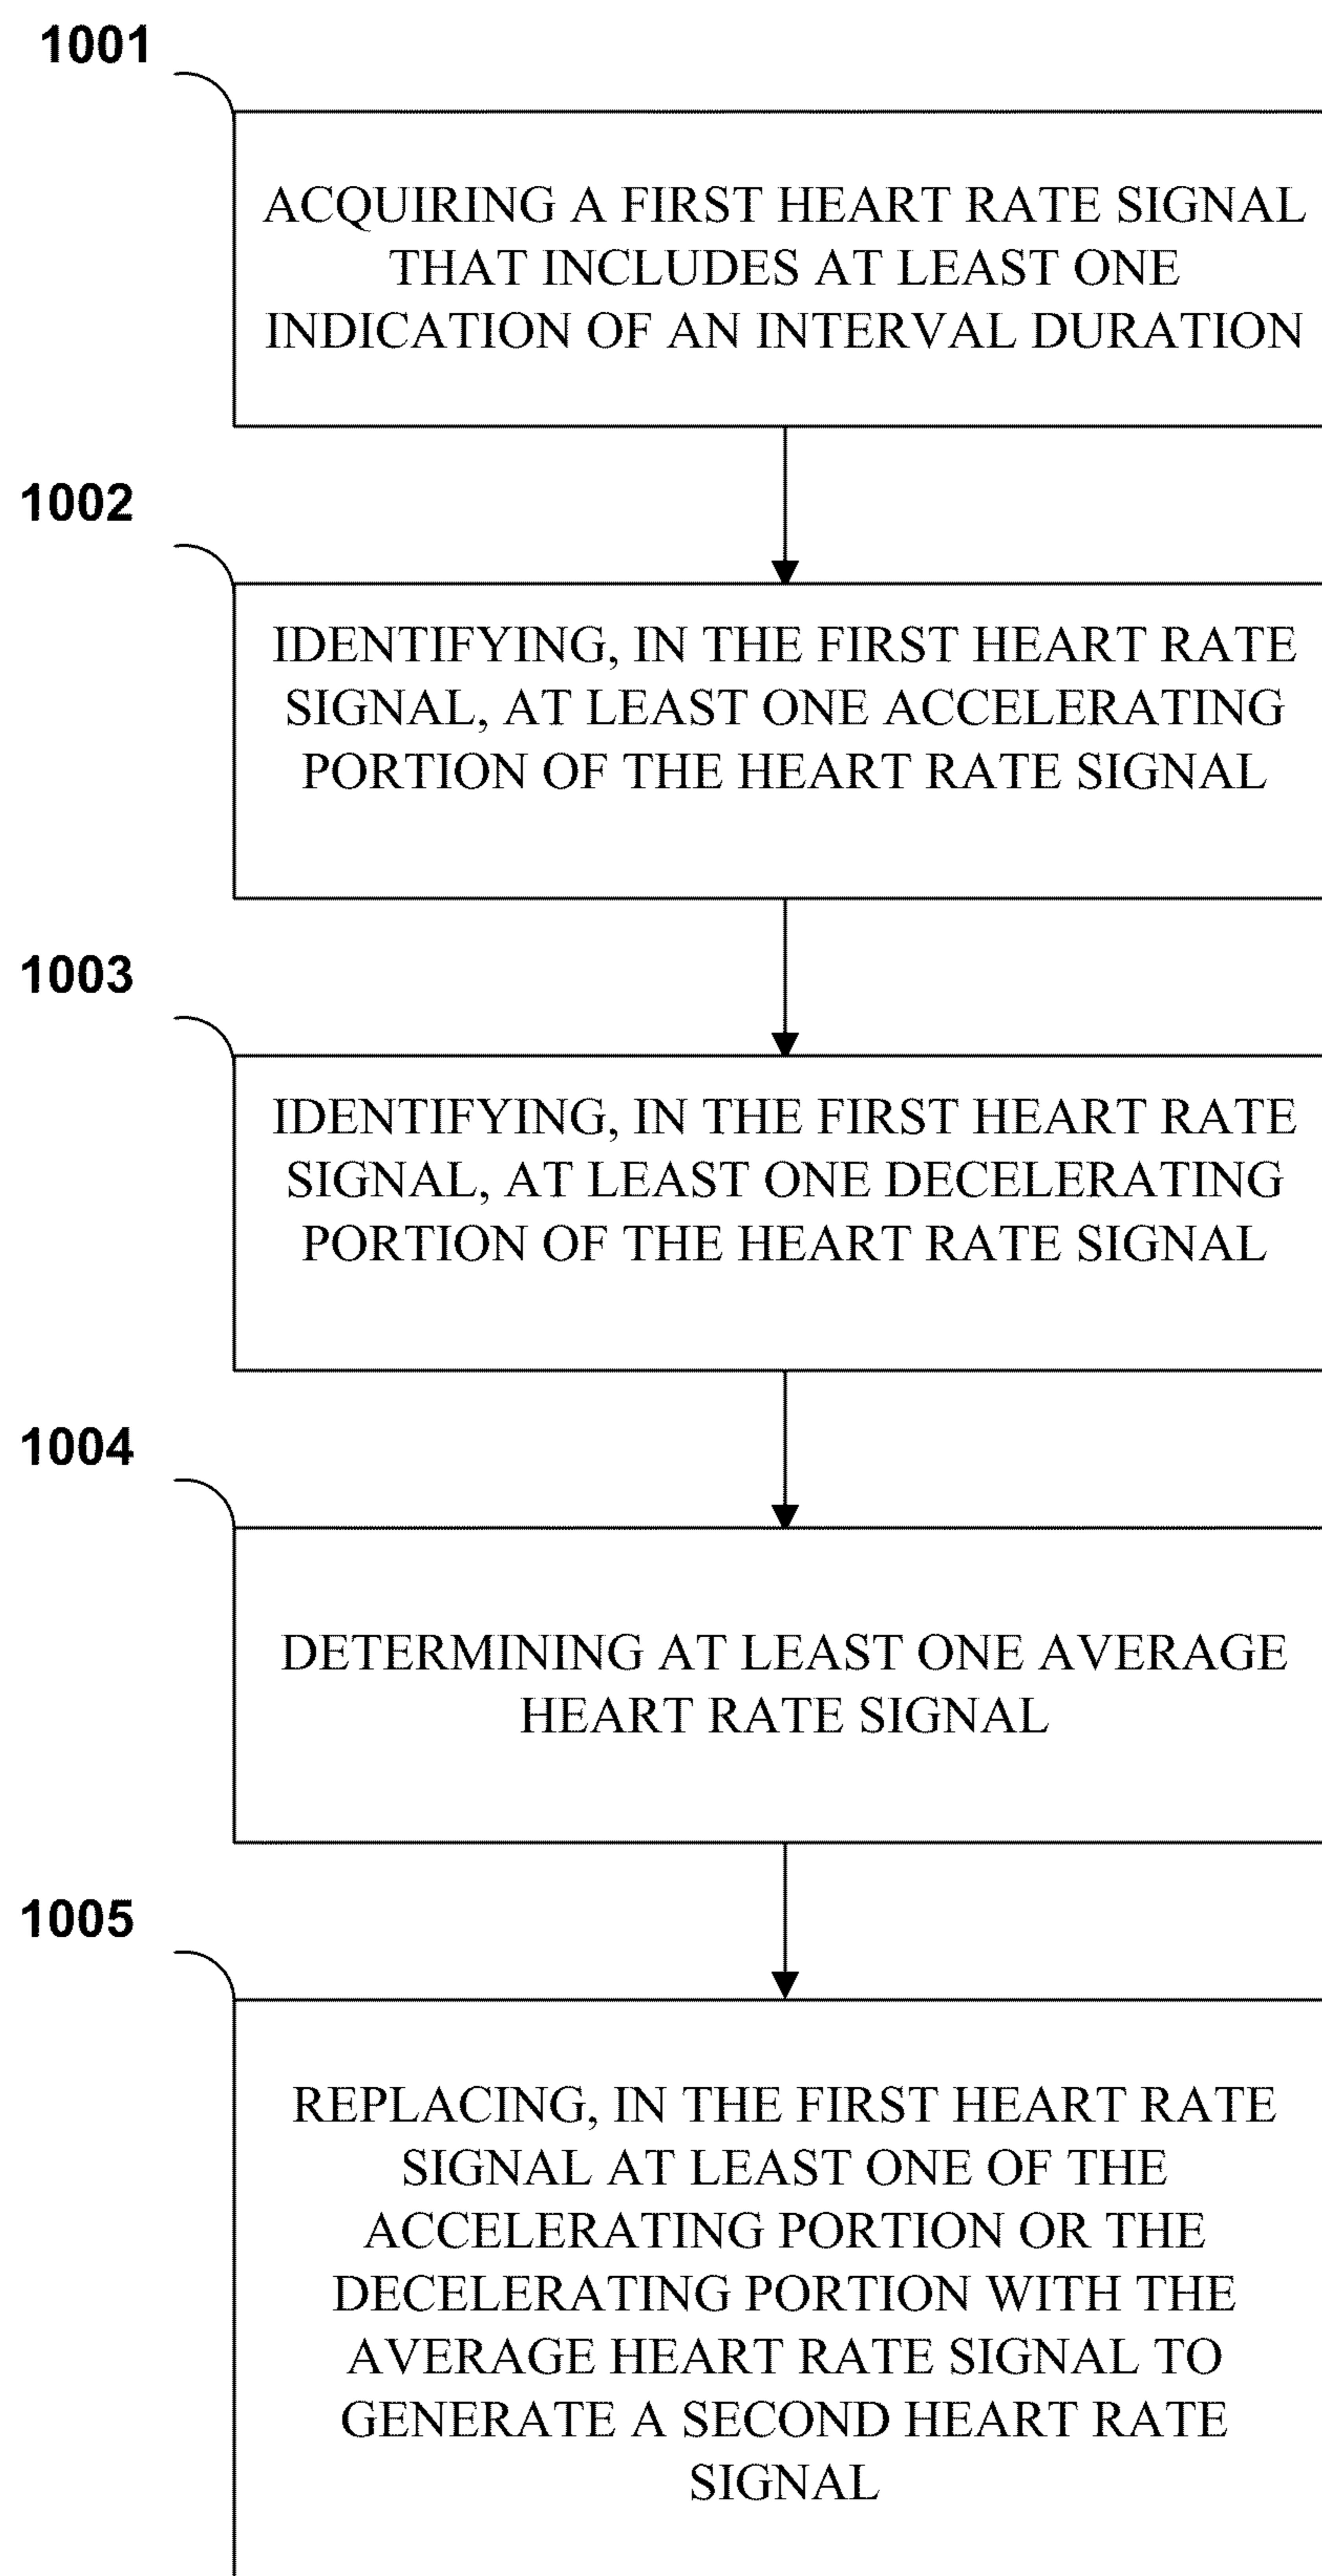 1001
ACQUIRING A FIRST HEART RATE SIGNAL
THAT INCLUDES AT LEAST ONE
INDICATION OF AN INTERVAL DURATION
1002
IDENTIFYING, IN THE FIRST HEART RATE
SIGNAL, AT LEAST ONE ACCELERATING
PORTION OF THE HEART RATE SIGNAL
1003
IDENTIFYING, IN THE FIRST HEART RATE
SIGNAL, AT LEAST ONE DECELERATING
PORTION OF THE HEART RATE SIGNAL
1004
DETERMINING AT LEAST ONE AVERAGE
HEART RATE SIGNAL
1005
REPLACING, IN THE FIRST HEART RATE
SIGNAL AT LEAST ONE OF THE
ACCELERATING PORTION OR THE
DECELERATING PORTION WITH THE
AVERAGE HEART RATE SIGNAL TO
GENERATE A SECOND HEART RATE
SIGNAL